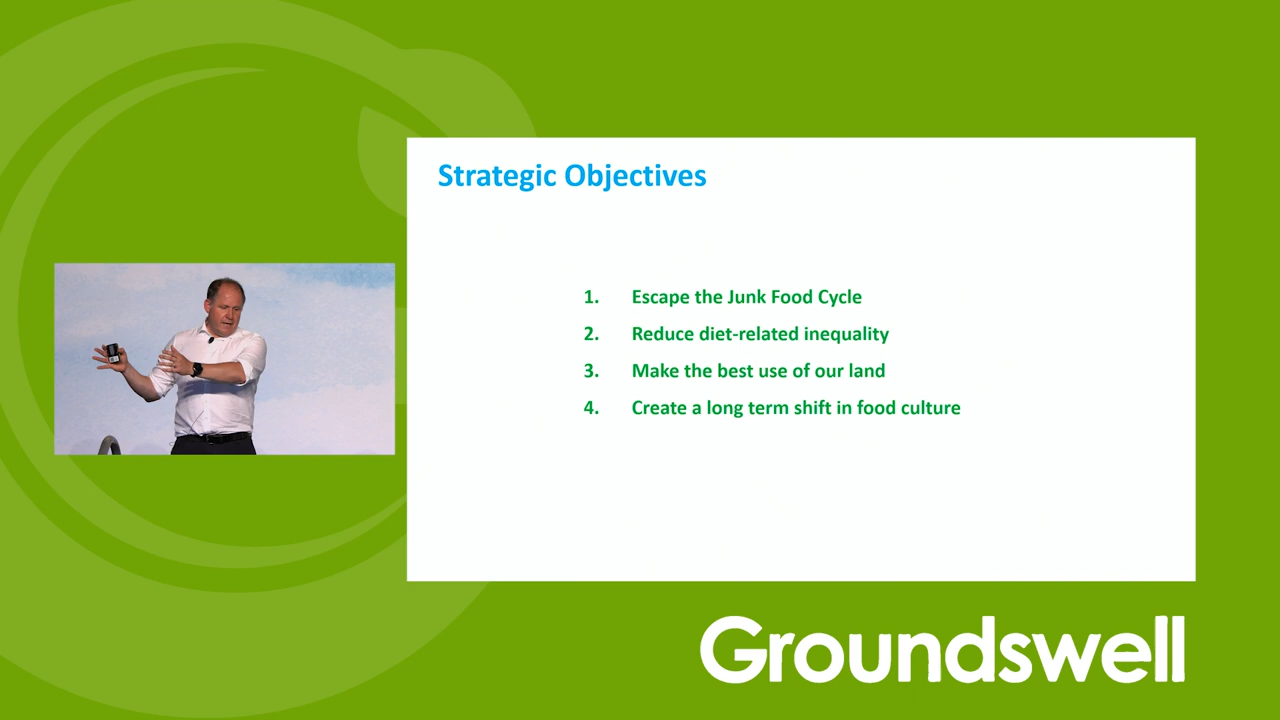 Strategic Objectives
1. Escape the Junk Food Cycle
2. Reduce diet-related inequality
3. Make the best use of our land
4. Create a long term shift in food culture
Groundswell